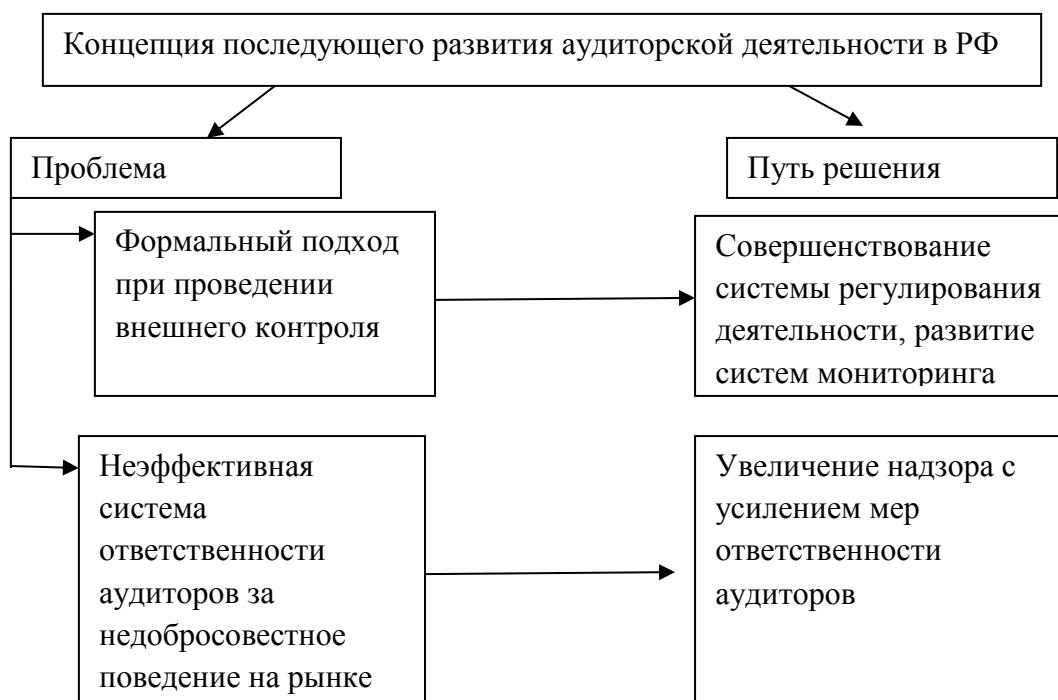 Концепция последующего развития аудиторской деятельности в РФ
Проблема
Путь решения
Формальный подход
при проведении
внешнего контроля
Совершенствование
системы регулирования
деятельности, развитие
систем мониторинга
Неэффективная
система
ответственности
аудиторов за
недобросовестное
поведение на рынке
Увеличение надзора с
усилением мер
ответственности
аудиторов